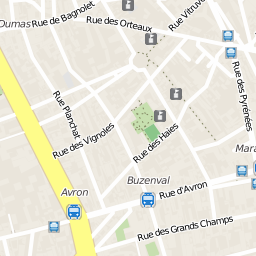 Dumas
Rue de Bagnolet
Rue des Orteaux
Rue Vitruv
Rue des Pyrénées
Rue Planchat
Rue des Vignoles
Rue des Haies
Mara
Avron
Buzenval
Rue d'Avron
Rue des Grands Champs